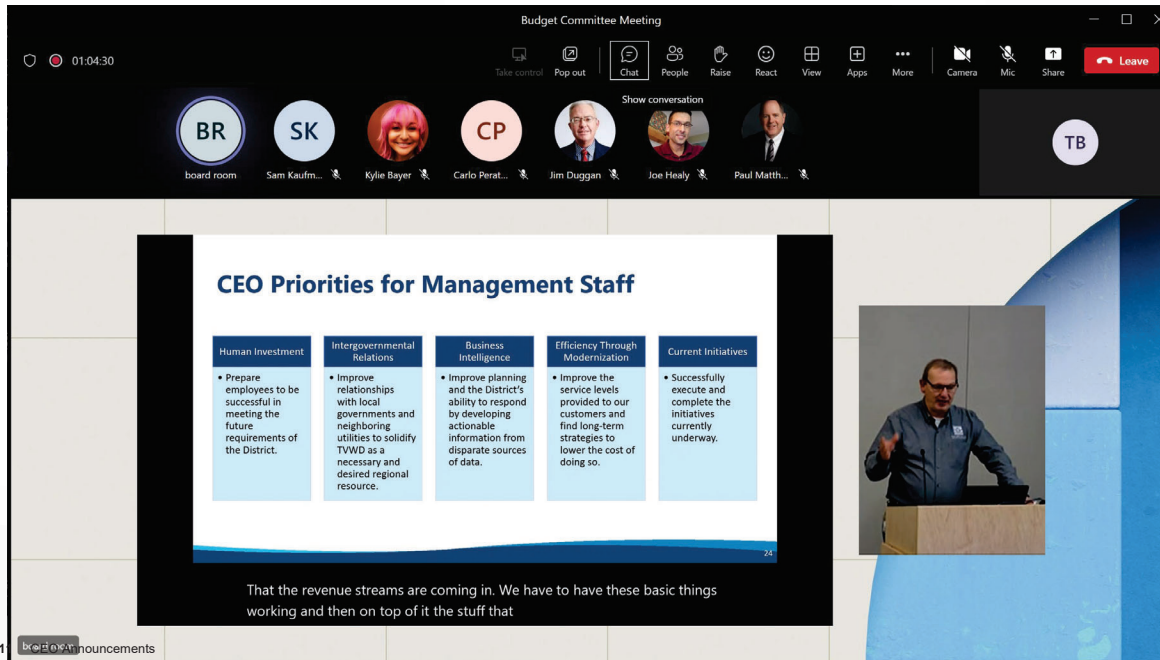 Budget Committee Meeting
01:04:30
Take control
Pop out
Chat
People
Raise
React
View
Apps
More
Camera
Mic
Share
Leave
Show conversation
BR
SK
CP
TB
board room
Sam Kaufm...
Kylie Bayer
Carlo Perat...
Jim Duggan
Joe Healy
Paul Matth...
CEO Priorities for Management Staff
Human Investment
• Prepare
employees to be
successful in
meeting the
future
requirements of
the District.
Intergovernmental
Relations
• Improve
relationships
with local
governments and
neighboring
utilities to solidify
TVWD as a
necessary and
desired regional
resource.
Business
Intelligence
• Improve planning
and the District's
ability to respond
by developing
actionable
information from
disparate sources
of data.
Efficiency Through
Modernization
• Improve the
service levels
provided to our
customers and
find long-term
strategies to
lower the cost of
doing so.
Current Initiatives
• Successfully
execute and
complete the
initiatives
currently
underway.
24
That the revenue streams are coming in. We have to have these basic things
working and then on top of it the stuff that
board room
CEO Announcements